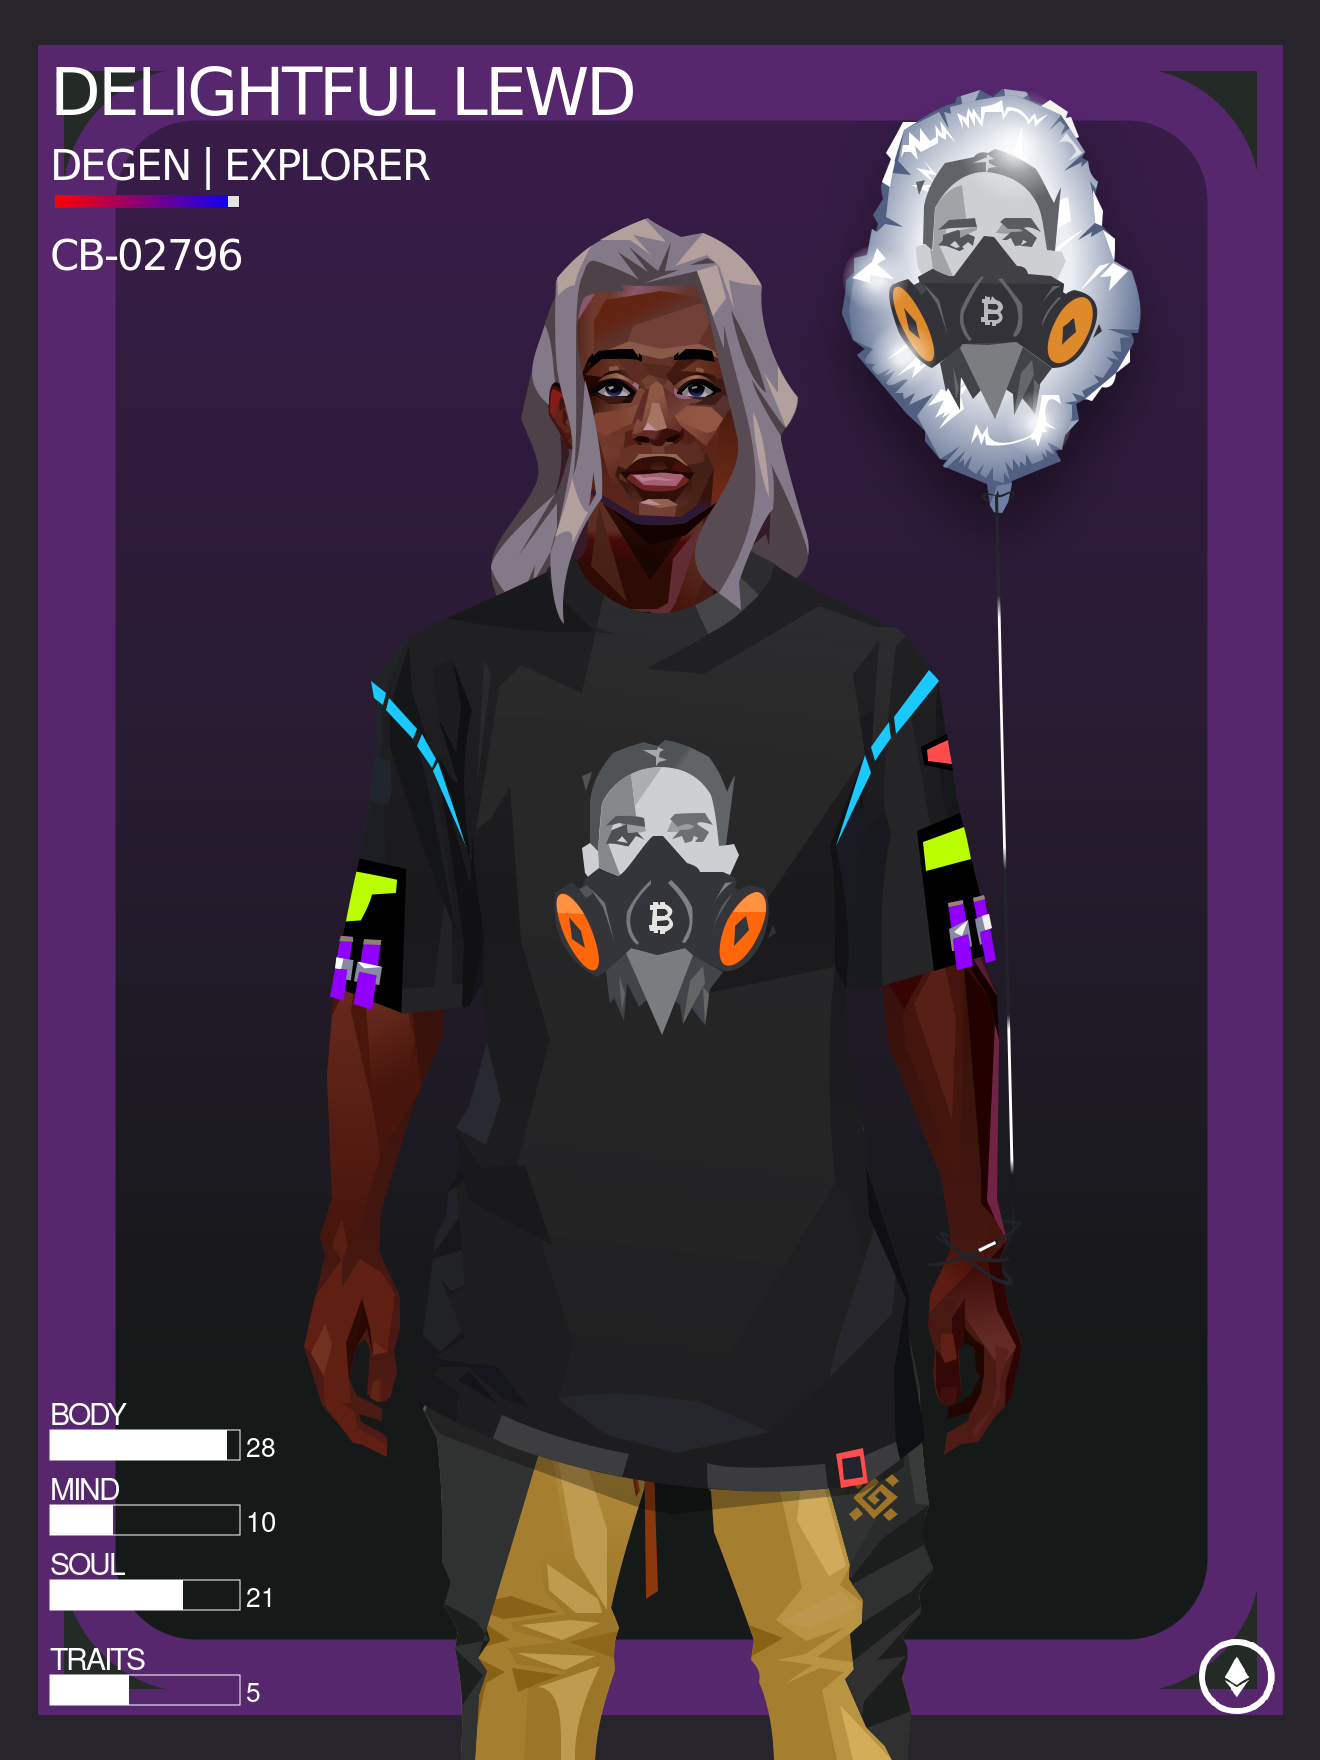 DELIGHTFUL LEWD
DEGEN | EXPLORER
CB-02796
BODY
28
MIND
10
SOUL
21
TRAITS
5